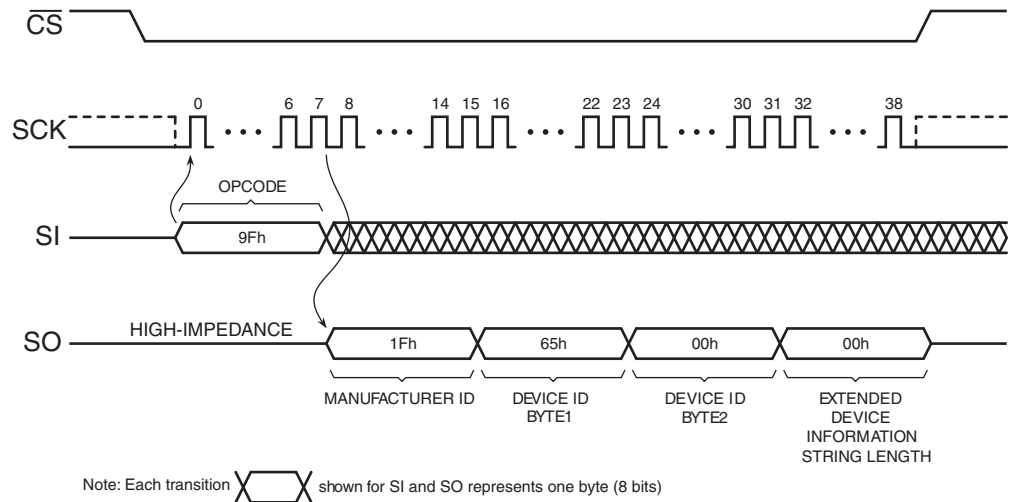 CS
0 6 7 8 14 15 16 22 23 24 30 31 32 38
SCK
OPCODE
SI 9Fh
HIGH-IMPEDANCE
SO 1Fh 65h 00h 00h
MANUFACTURER ID
DEVICE ID
BYTE1
DEVICE ID
BYTE2
EXTENDED
DEVICE
INFORMATION
STRING LENGTH
Note: Each transition shown for SI and SO represents one byte (8 bits)